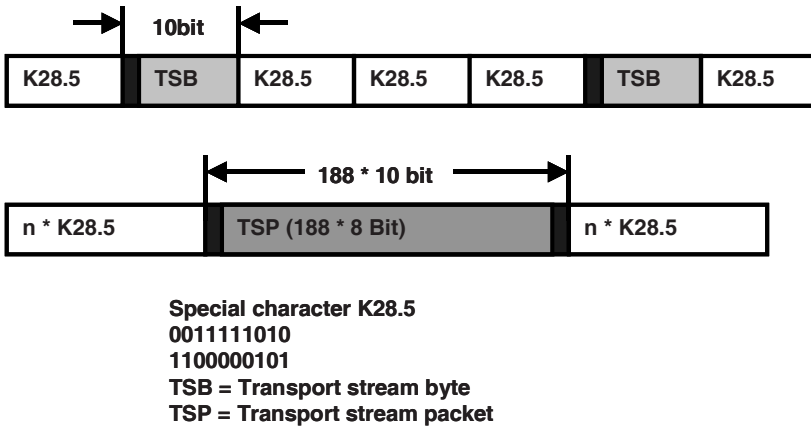 10bit
K28.5 TSB K28.5 K28.5 K28.5 TSB K28.5
188 * 10 bit
n * K28.5 TSP (188 * 8 Bit) n * K28.5
Special character K28.5
0011111010
1100000101
TSB = Transport stream byte
TSP = Transport stream packet